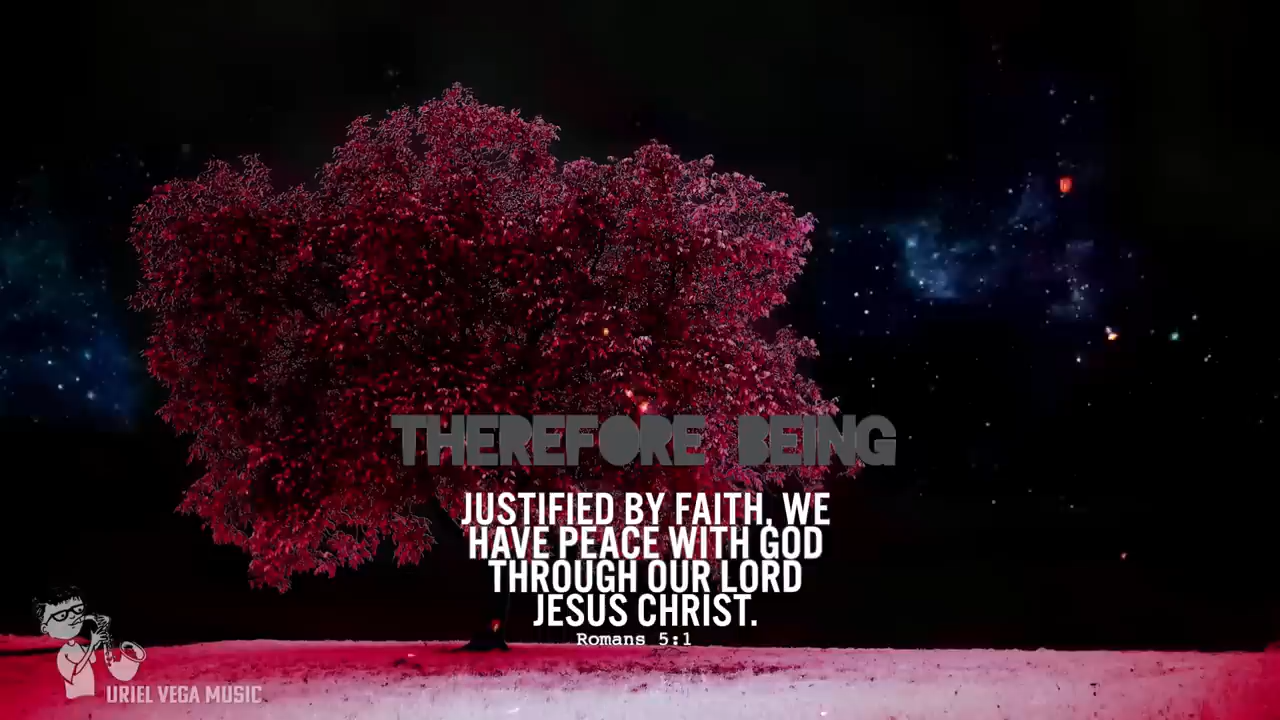 THEREFORE BEING
JUSTIFIED BY FAITH, WE
HAVE PEACE WITH GOD
THROUGH OUR LORD
JESUS CHRIST.
Romans 5:1
URIEL VEGA MUSIC